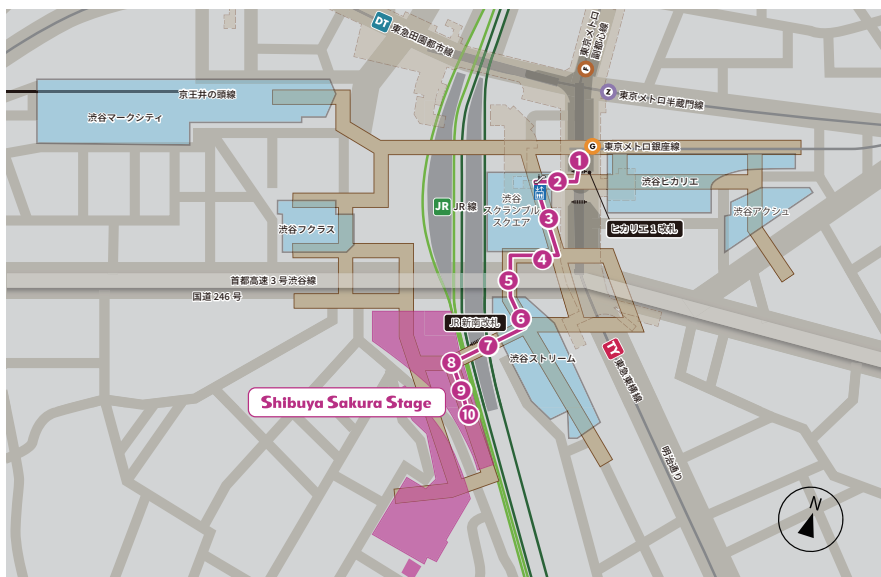 DT
東急田園都市線
東京メトロ
副都心線
F
Z
東京メトロ半蔵門線
京王井の頭線
渋谷マークシティ
G
東京メトロ銀座線
1
2
渋谷ヒカリエ
渋谷
スクランブル
スクエア
JR
JR 線
3
渋谷アクシュ
渋谷フクラス
ヒカリエ 1 改札
4
首都高速 3 号渋谷線
5
国道 246 号
JR 新南改札
6
7
渋谷ストリーム
TY
東急東横線
8
9
10
Shibuya Sakura Stage
明治通り
N